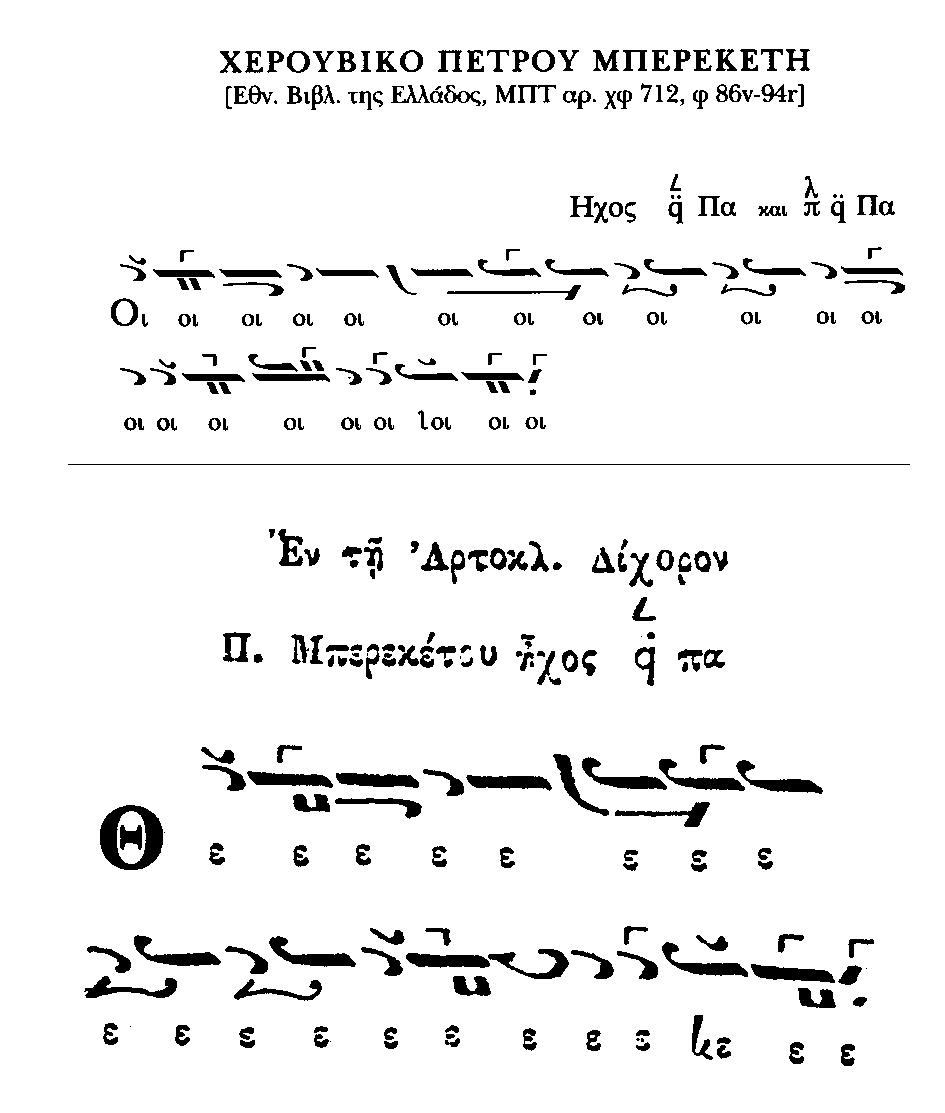 ΧΕΡΟΥΒΙΚΟ ΠΕΤΡΟΥ ΜΠΕΡΕΚΕΤΗ
[Εθν. Βιβλ. της Ελλάδος, ΜΠΤ αρ. χφ 712, φ 86v-94r]
Ηχος q̈ Πα και π̈ q̈ Πα
Οι οι οι οι οι οι οι οι οι οι οι οι
οι οι οι οι οι οι οι οι οι
Ἐν τῇ Ἀρτοκλ. Δίχορον
Π. Μπερεκέτου ἦχος q̇ πα
Θ ε ε ε ε ε ε ε ε
ε ε ε ε ε ε ε ε ε ε ε ε